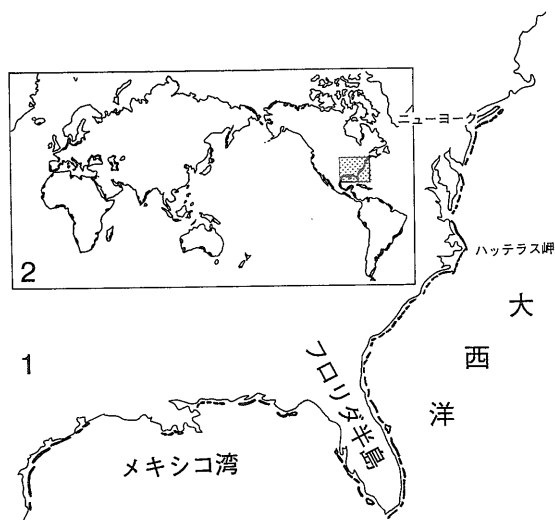 ニューヨーク
ハッテラス岬
2
大西洋
1
フロリダ半島
メキシコ湾